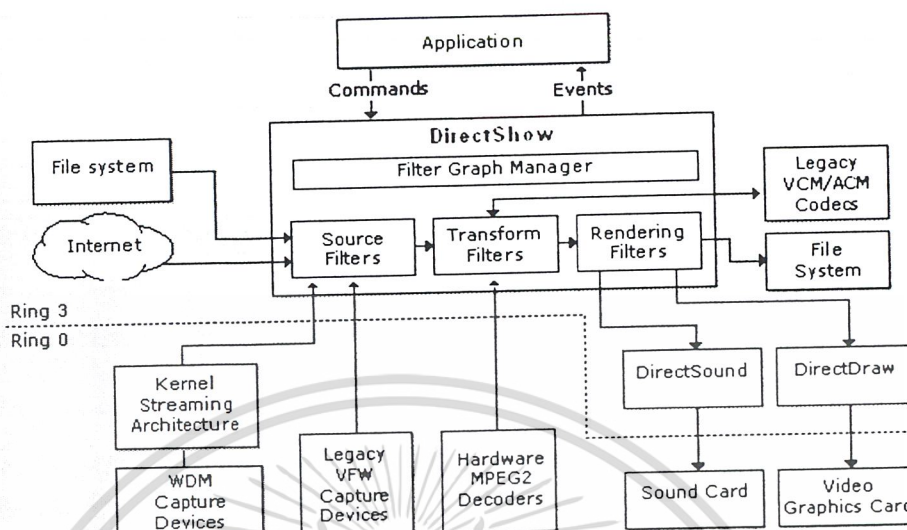 Application
Commands
Events
DirectShow
Filter Graph Manager
File system
Internet
Source
Filters
Transform
Filters
Rendering
Filters
Legacy
VCM/ACM
Codecs
File
System
Ring 3
Ring 0
Kernel
Streaming
Architecture
WDM
Capture
Devices
Legacy
VFW
Capture
Devices
Hardware
MPEG2
Decoders
DirectSound
DirectDraw
Sound Card
Video
Graphics Card